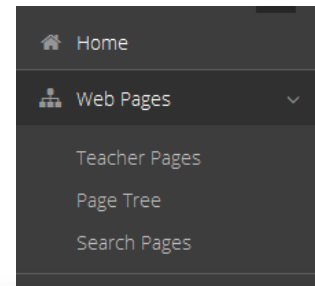 Home
Web Pages
Teacher Pages
Page Tree
Search Pages